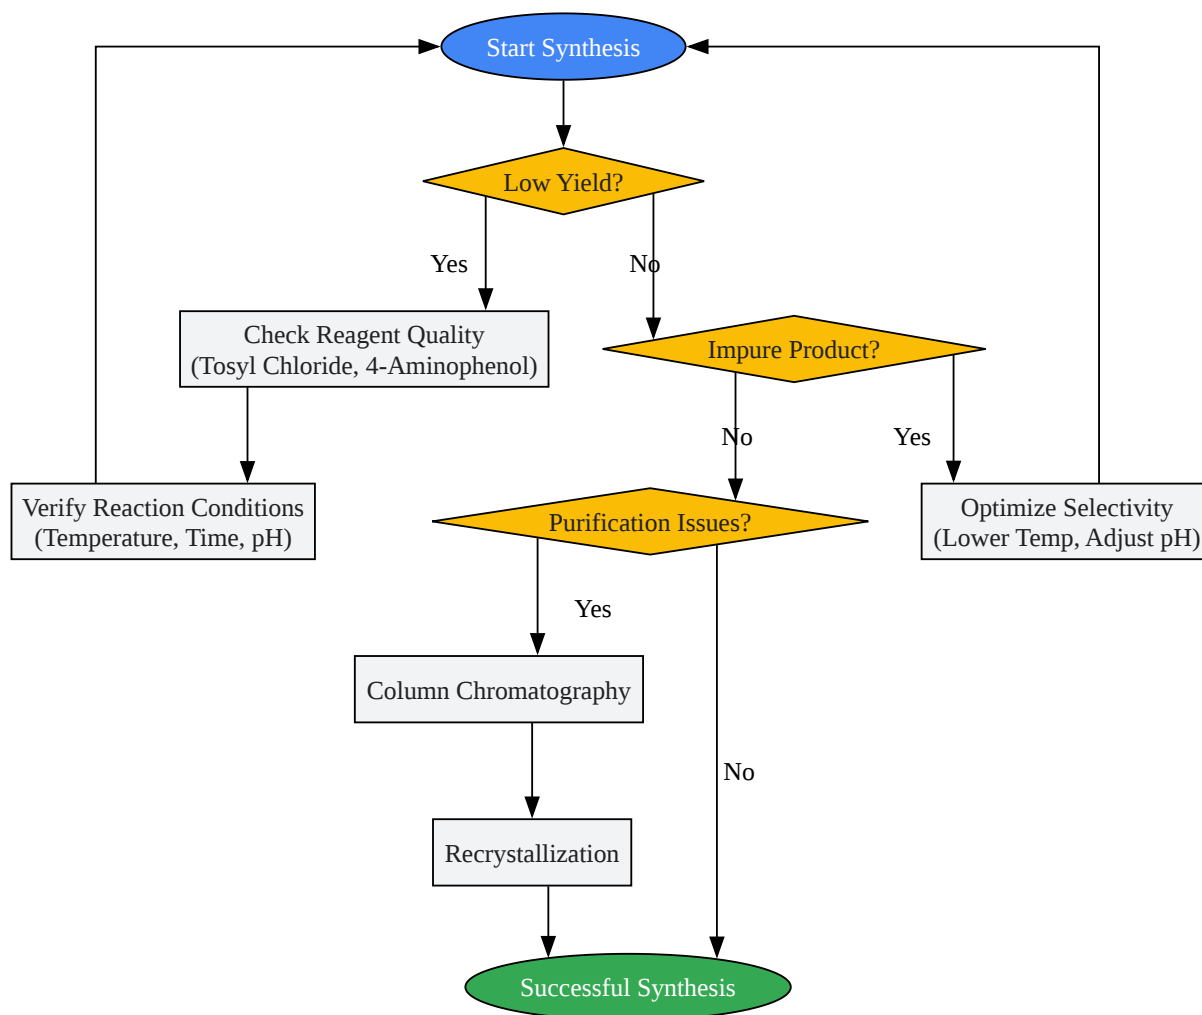 Start Synthesis
Low Yield?
Yes
No
Check Reagent Quality
(Tosyl Chloride, 4-Aminophenol)
Impure Product?
No
Yes
Verify Reaction Conditions
(Temperature, Time, pH)
Purification Issues?
Optimize Selectivity
(Lower Temp, Adjust pH)
Yes
Column Chromatography
No
Recrystallization
Successful Synthesis